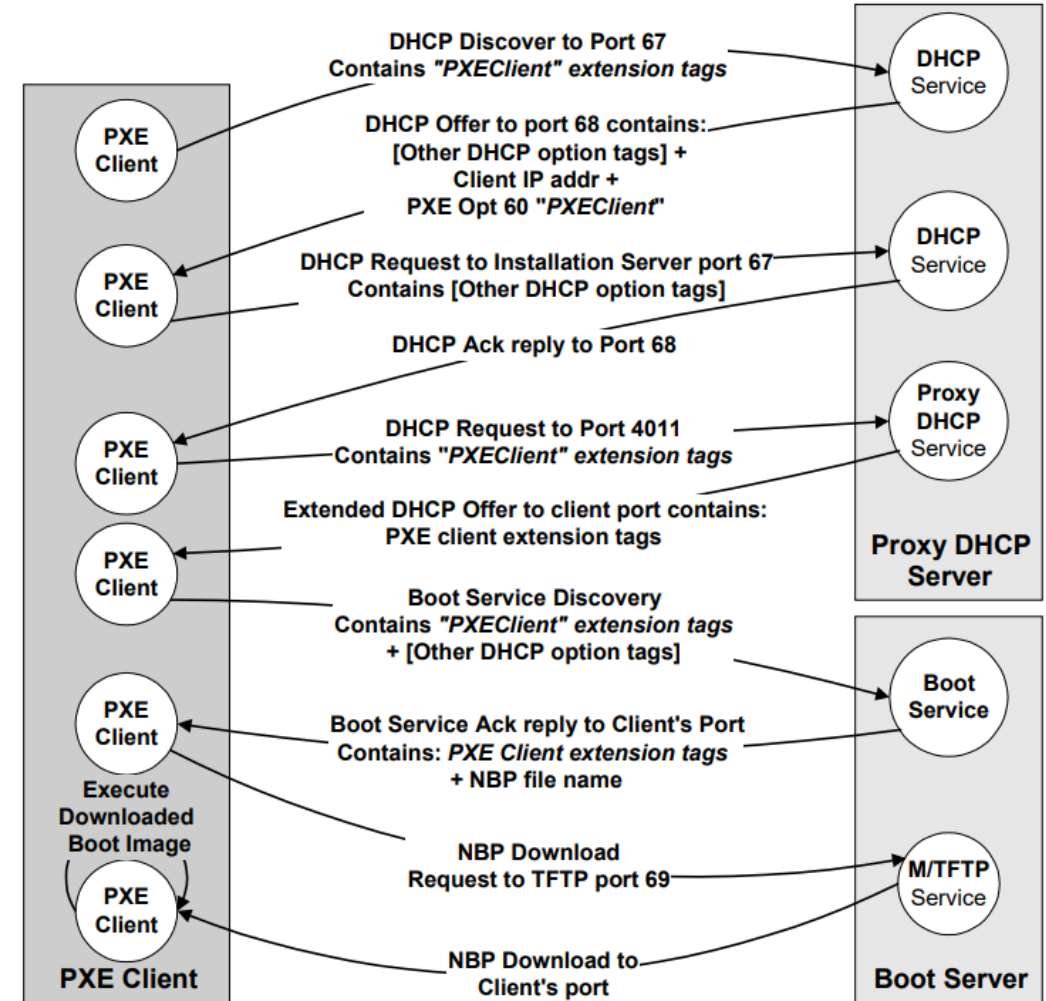 DHCP Discover to Port 67
Contains "PXEClient" extension tags
DHCP
Service
PXE
Client
DHCP Offer to port 68 contains:
[Other DHCP option tags] +
Client IP addr +
PXE Opt 60 "PXEClient"
DHCP
Service
PXE
Client
DHCP Request to Installation Server port 67
Contains [Other DHCP option tags]
DHCP Ack reply to Port 68
Proxy
DHCP
Service
PXE
Client
DHCP Request to Port 4011
Contains "PXEClient" extension tags
Extended DHCP Offer to client port contains:
PXE client extension tags
PXE
Client
Proxy DHCP
Server
Boot Service Discovery
Contains "PXEClient" extension tags
+ [Other DHCP option tags]
Boot
Service
PXE
Client
Boot Service Ack reply to Client's Port
Contains: PXE Client extension tags
+ NBP file name
Execute
Downloaded
Boot Image
NBP Download
Request to TFTP port 69
M/TFTP
Service
PXE
Client
NBP Download to
Client's port
PXE Client
Boot Server